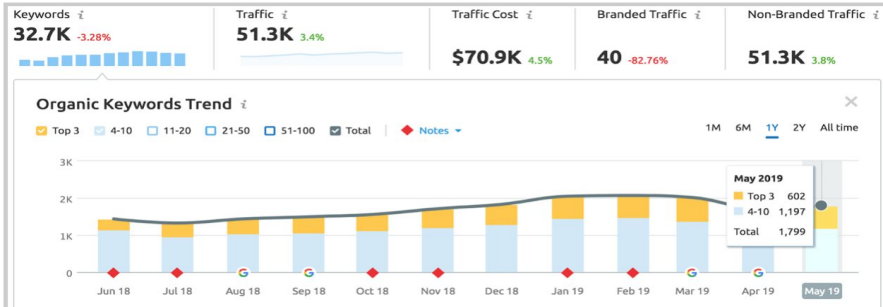 Keywords i Traffic i Traffic Cost i Branded Traffic i Non-Branded Traffic i
32.7K -3.28% 51.3K 3.4% $70.9K 4.5% 40 -82.76% 51.3K 3.8%
Organic Keywords Trend i
Top 3 4-10 11-20 21-50 51-100 Total Notes 1M 6M 1Y 2Y All time
3K
May 2019
Top 3 602
2K
4-10 1,197
Total 1,799
1K
0 G G G G
Jun 18 Jul 18 Aug 18 Sep 18 Oct 18 Nov 18 Dec 18 Jan 19 Feb 19 Mar 19 Apr 19 May 19